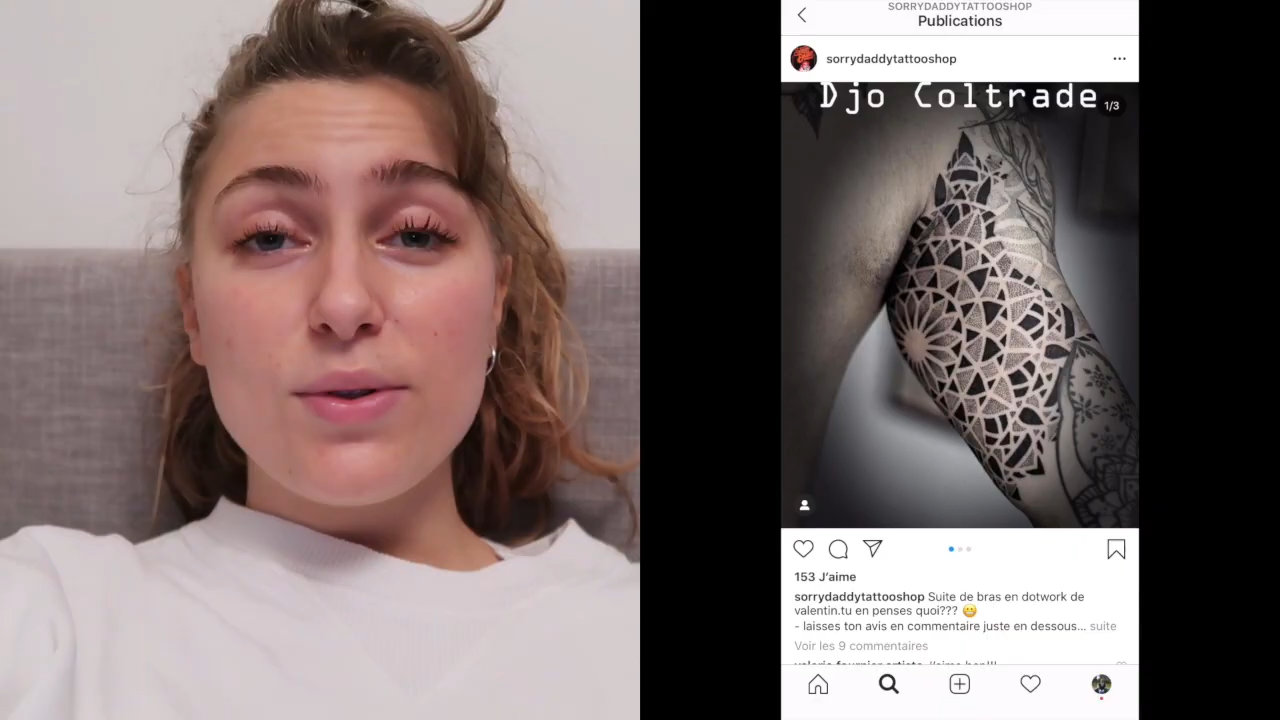 SORRYDADDYTATTOOSHOP
Publications
sorrydaddytattooshop
Djo Coltrade
1/3
153 J'aime
sorrydaddytattooshop Suite de bras en dotwork de
valentin.tu en penses quoi??? 😬
- laisses ton avis en commentaire juste en dessous... suite
Voir les 9 commentaires